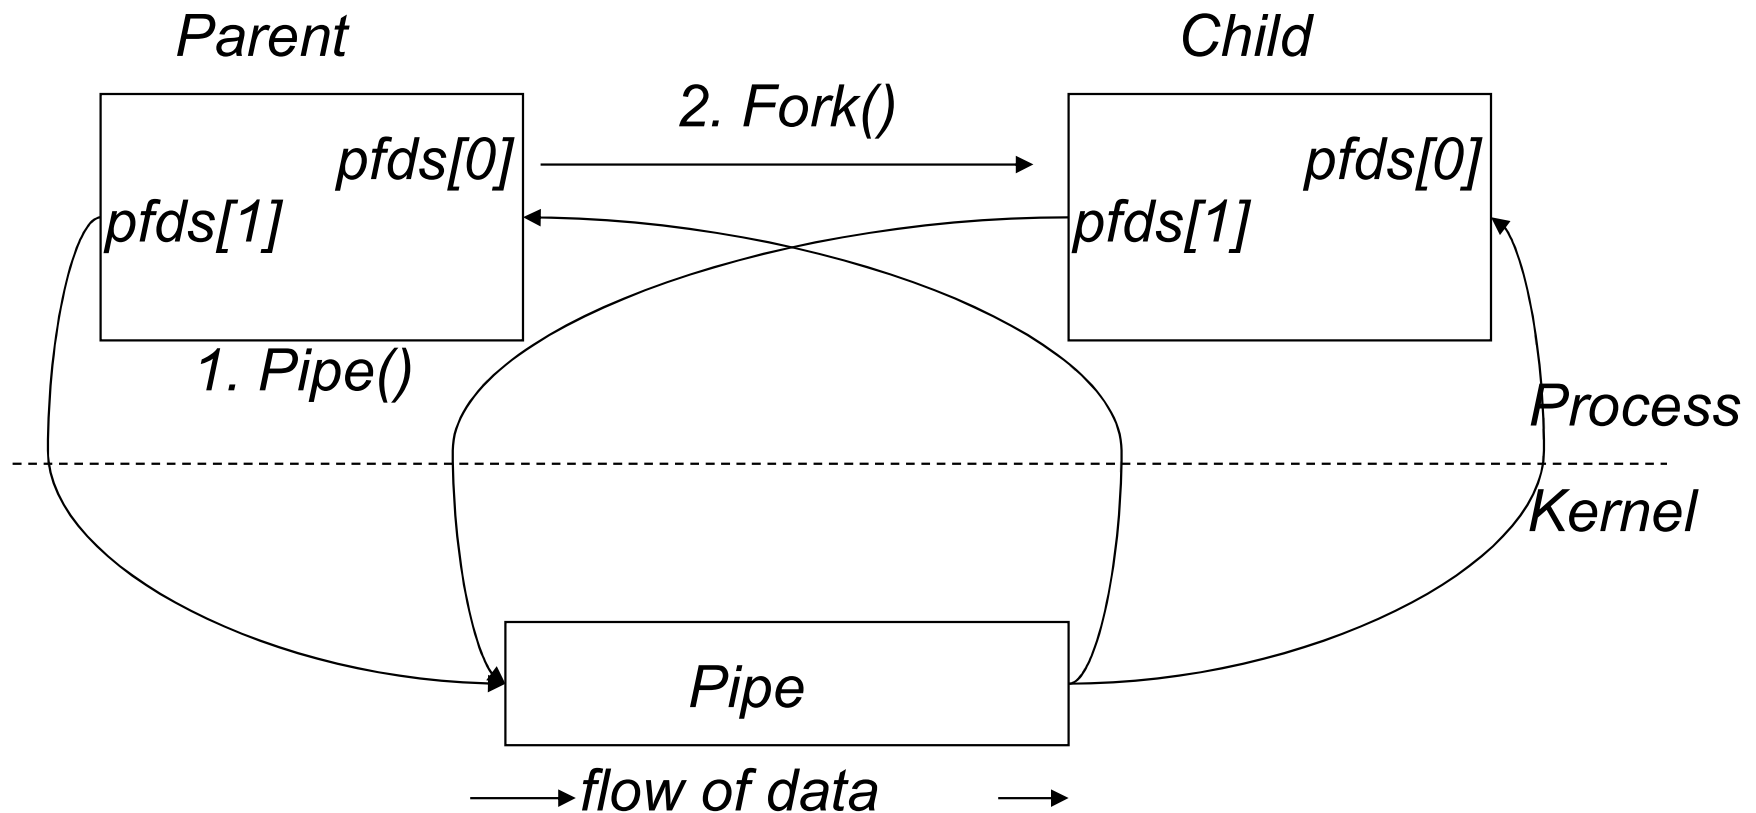 Parent
Child
2. Fork()
pfds[0]
pfds[0]
pfds[1]
pfds[1]
1. Pipe()
Process
Kernel
Pipe
flow of data